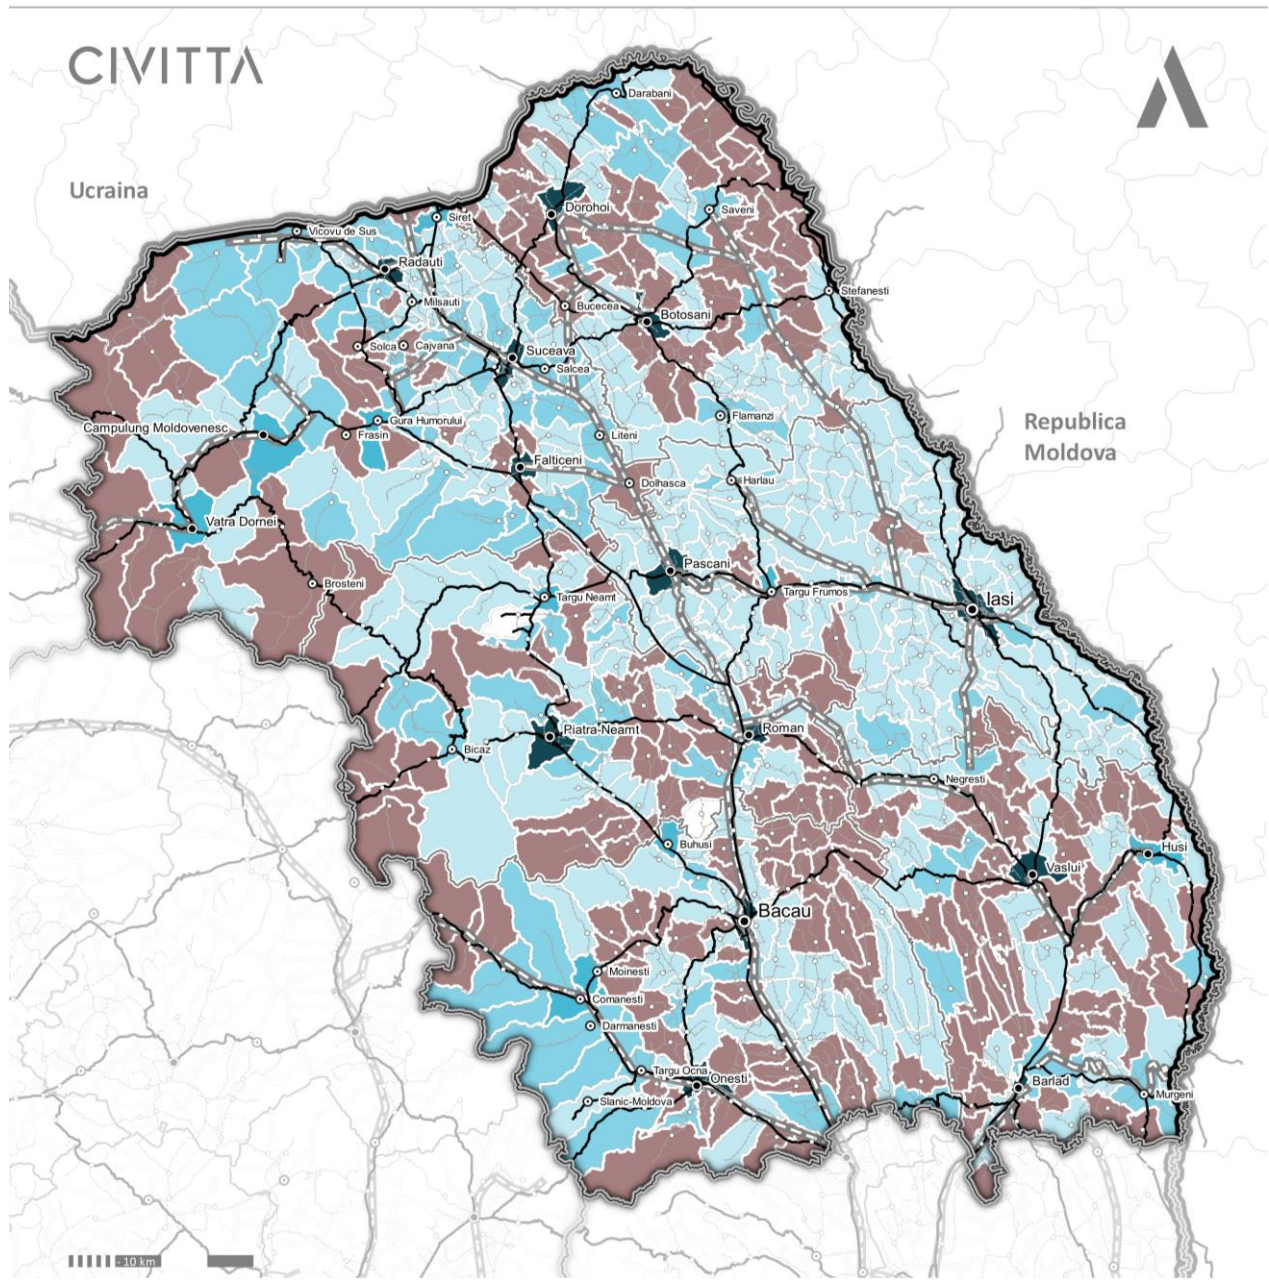 CIVITTA
Darabani
Ucraina
Dorohoi
Saveni
Siret
Vicovu de Sus
Radauti
Stefanesti
Milsauti
Bucecea
Botosani
Solca
Cajvana
Suceava
Salcea
Flamanzi
Republica
Moldova
Gura Humorului
Campulung Moldovenesc
Frasin
Liteni
Falticeni
Dolhasca
Harlau
Vatra Dornei
Pascani
Brosteni
Targu Neamt
Targu Frumos
Iasi
Piatra-Neamt
Roman
Bicaz
Negresti
Buhusi
Husi
Vaslui
Bacau
Moinesti
Comanesti
Darmanesti
Targu Ocna
Onesti
Barlad
Slanic-Moldova
Murgeni
10 km